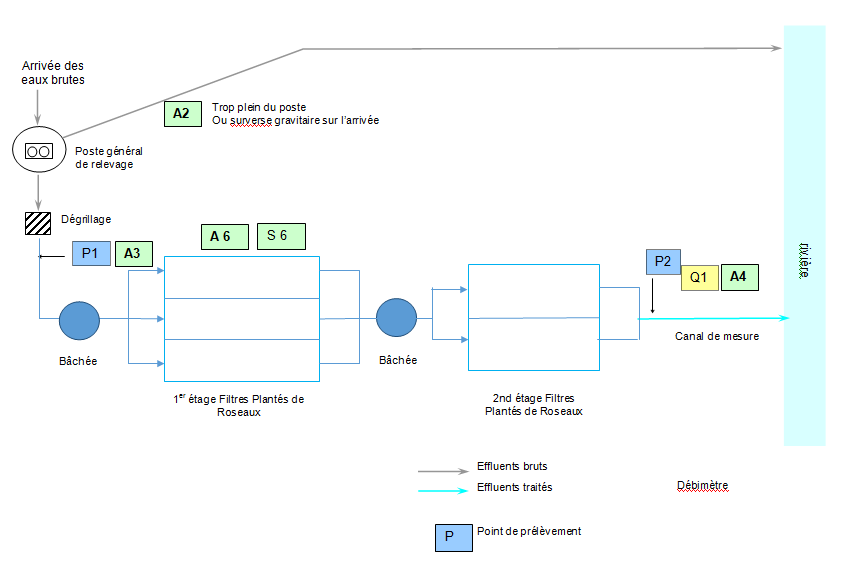 Arrivée des
eaux brutes
A2
Trop plein du poste
Ou surverse gravitaire sur l'arrivée
Poste général
de relevage
Dégrillage
P1
A3
A 6
S 6
P2
Q1
A4
rivière
Bâchée
Bâchée
Canal de mesure
1er étage Filtres Plantés de
Roseaux
2nd étage Filtres
Plantés de Roseaux
Effluents bruts
Effluents traités
Débimètre
P
Point de prélèvement